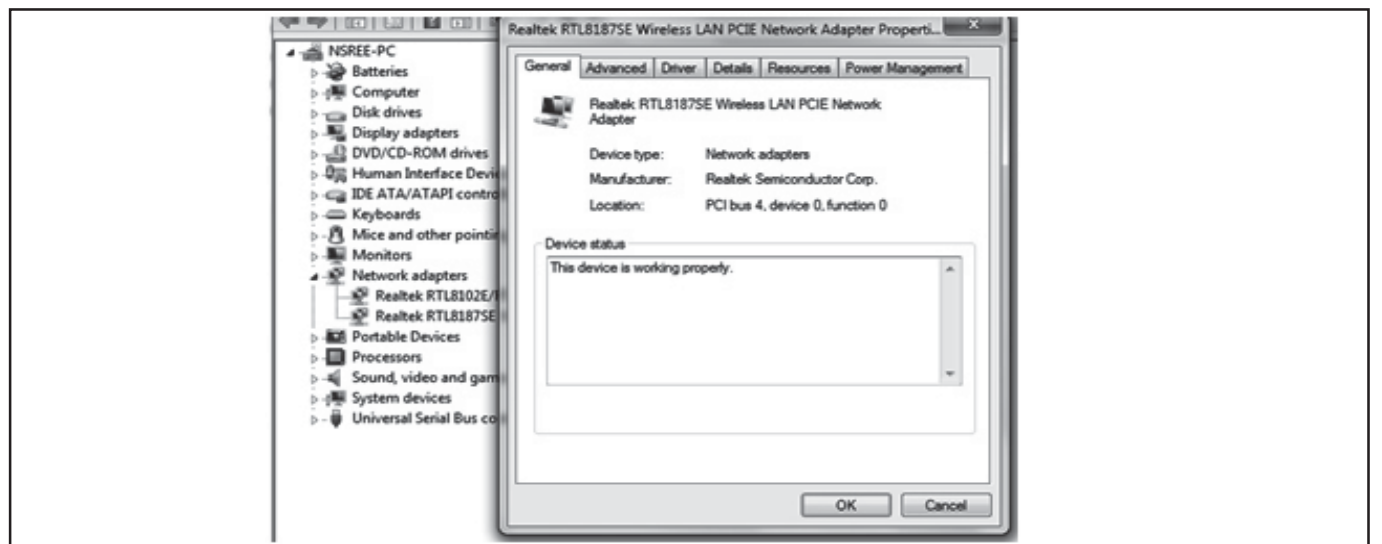 NSREE-PC
Batteries
Computer
Disk drives
Display adapters
DVD/CD-ROM drives
Human Interface Devi
IDE ATA/ATAPI contro
Keyboards
Mice and other pointin
Monitors
Network adapters
Realtek RTL8102E/
Realtek RTL8187SE
Portable Devices
Processors
Sound, video and gam
System devices
Universal Serial Bus co
Realtek RTL8187SE Wireless LAN PCIE Network Adapter Properti...
General Advanced Driver Details Resources Power Management
Realtek RTL8187SE Wireless LAN PCIE Network
Adapter
Device type: Network adapters
Manufacturer: Realtek Semiconductor Corp.
Location: PCI bus 4, device 0, function 0
Device status
This device is working properly.
OK Cancel